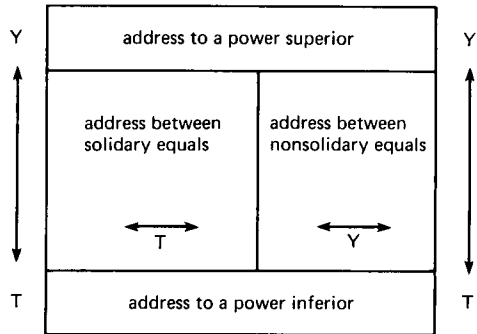 Y address to a power superior Y
address between address between
solidary equals nonsolidary equals
T Y
T address to a power inferior T